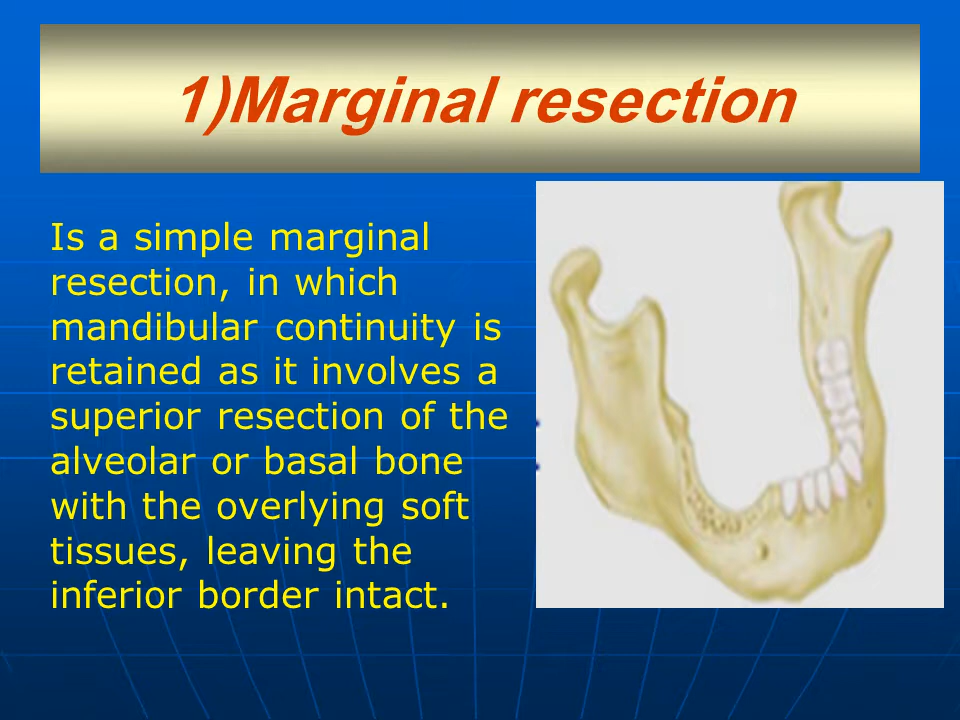 1)Marginal resection
Is a simple marginal
resection, in which
mandibular continuity is
retained as it involves a
superior resection of the
alveolar or basal bone
with the overlying soft
tissues, leaving the
inferior border intact.